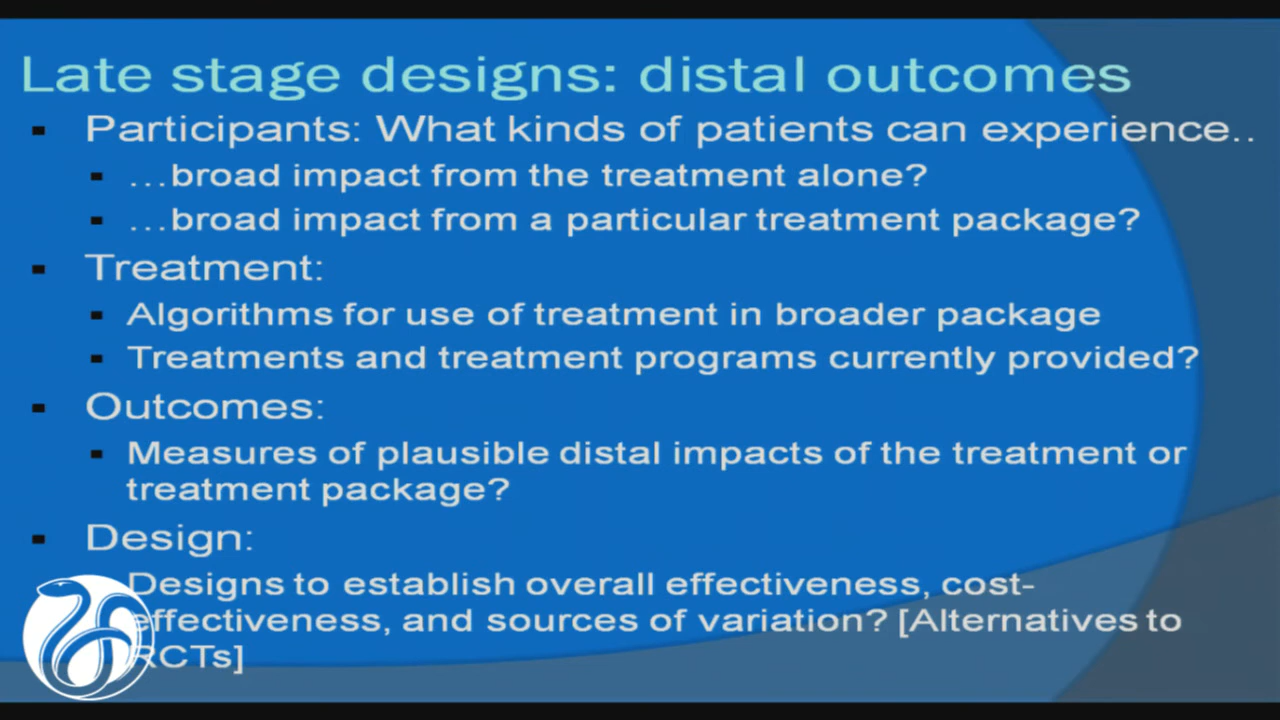 Late stage designs: distal outcomes
Participants: What kinds of patients can experience..
...broad impact from the treatment alone?
...broad impact from a particular treatment package?
Treatment:
Algorithms for use of treatment in broader package
Treatments and treatment programs currently provided?
Outcomes:
Measures of plausible distal impacts of the treatment or
treatment package?
Design:
Designs to establish overall effectiveness, cost-
effectiveness, and sources of variation? [Alternatives to
RCTs]